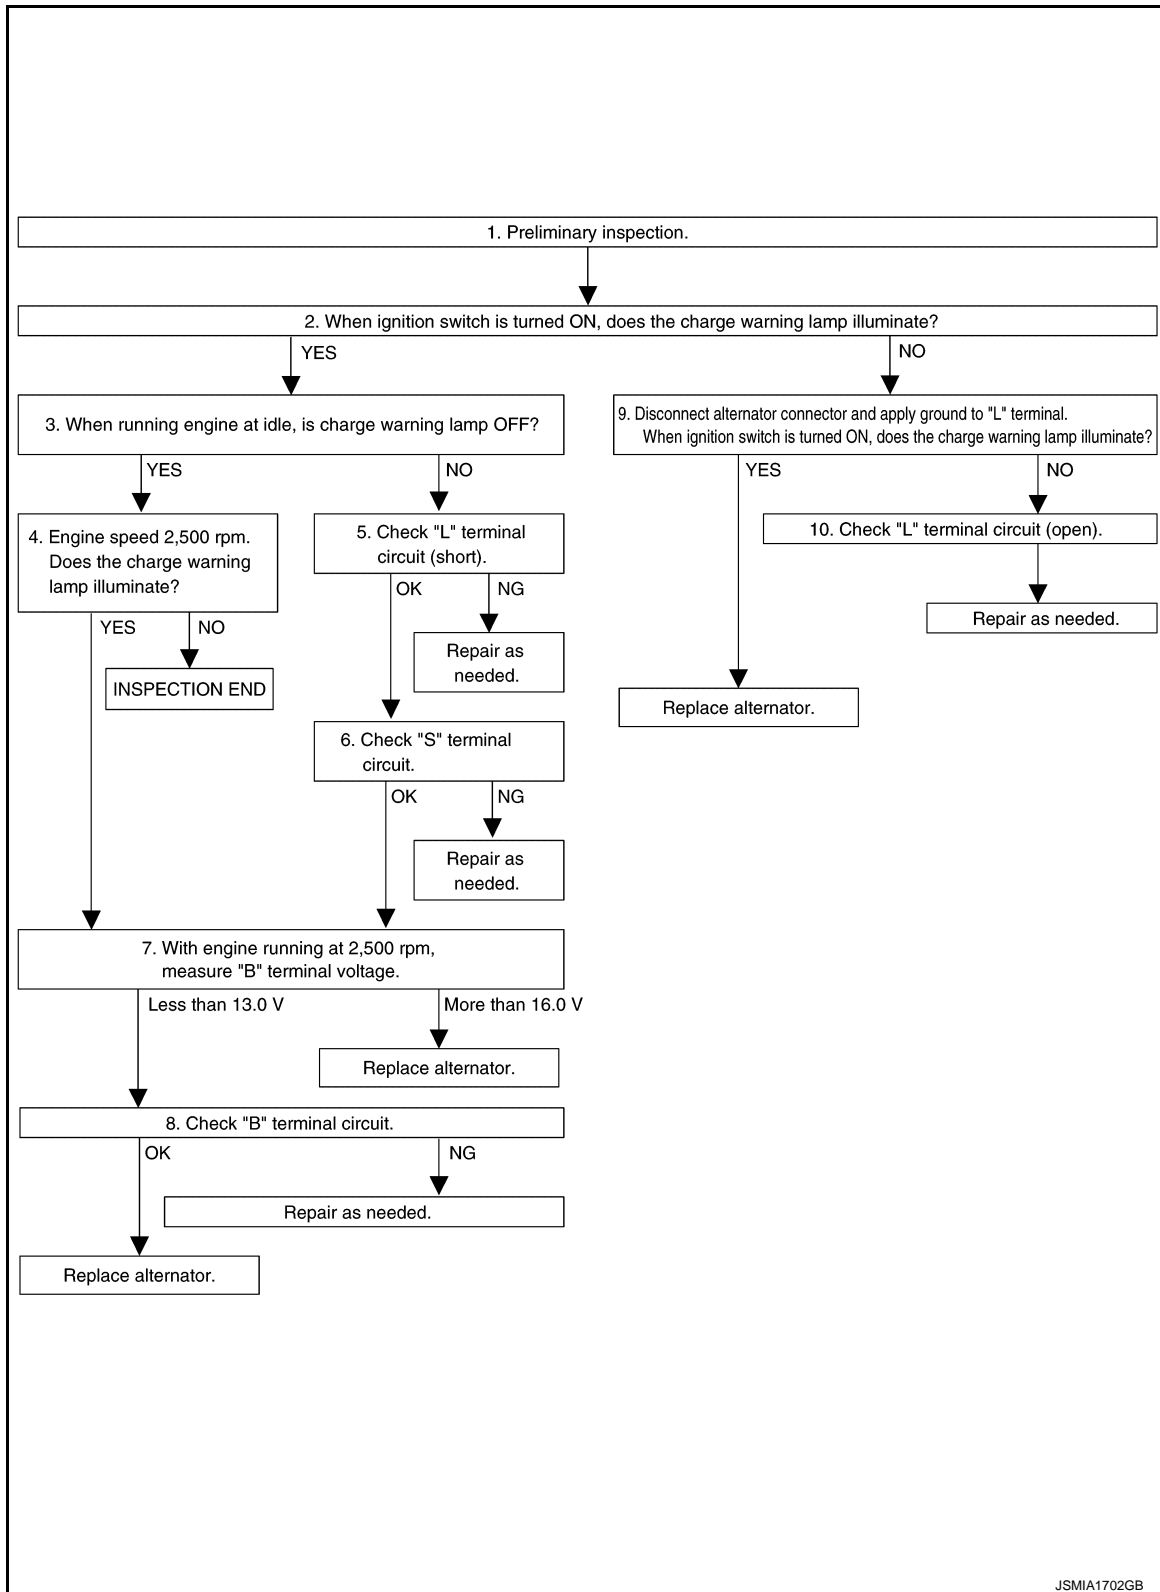 1. Preliminary inspection.
2. When ignition switch is turned ON, does the charge warning lamp illuminate?
YES
NO
3. When running engine at idle, is charge warning lamp OFF?
9. Disconnect alternator connector and apply ground to "L" terminal.
When ignition switch is turned ON, does the charge warning lamp illuminate?
YES
NO
YES
NO
4. Engine speed 2,500 rpm.
Does the charge warning
lamp illuminate?
5. Check "L" terminal
circuit (short).
10. Check "L" terminal circuit (open).
OK
NG
YES
NO
Repair as
needed.
Repair as needed.
INSPECTION END
Replace alternator.
6. Check "S" terminal
circuit.
OK
NG
Repair as
needed.
7. With engine running at 2,500 rpm,
measure "B" terminal voltage.
Less than 13.0 V
More than 16.0 V
Replace alternator.
8. Check "B" terminal circuit.
OK
NG
Repair as needed.
Replace alternator.
JSMIA1702GB